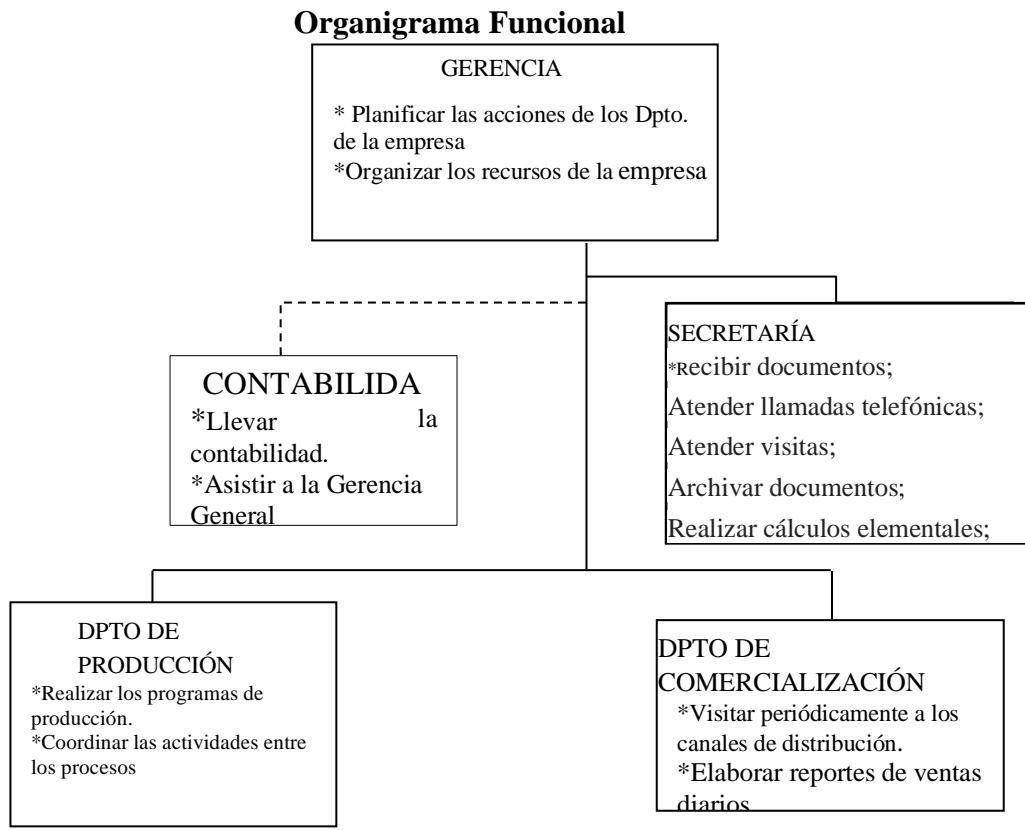 Organigrama Funcional
GERENCIA
* Planificar las acciones de los Dpto.
de la empresa
*Organizar los recursos de la empresa
CONTABILIDA
*Llevar la
contabilidad.
*Asistir a la Gerencia
General
SECRETARÍA
*Recibir documentos;
Atender llamadas telefónicas;
Atender visitas;
Archivar documentos;
Realizar cálculos elementales;
DPTO DE
PRODUCCIÓN
*Realizar los programas de
producción.
*Coordinar las actividades entre
los procesos
DPTO DE
COMERCIALIZACIÓN
*Visitar periódicamente a los
canales de distribución.
*Elaborar reportes de ventas
diarios